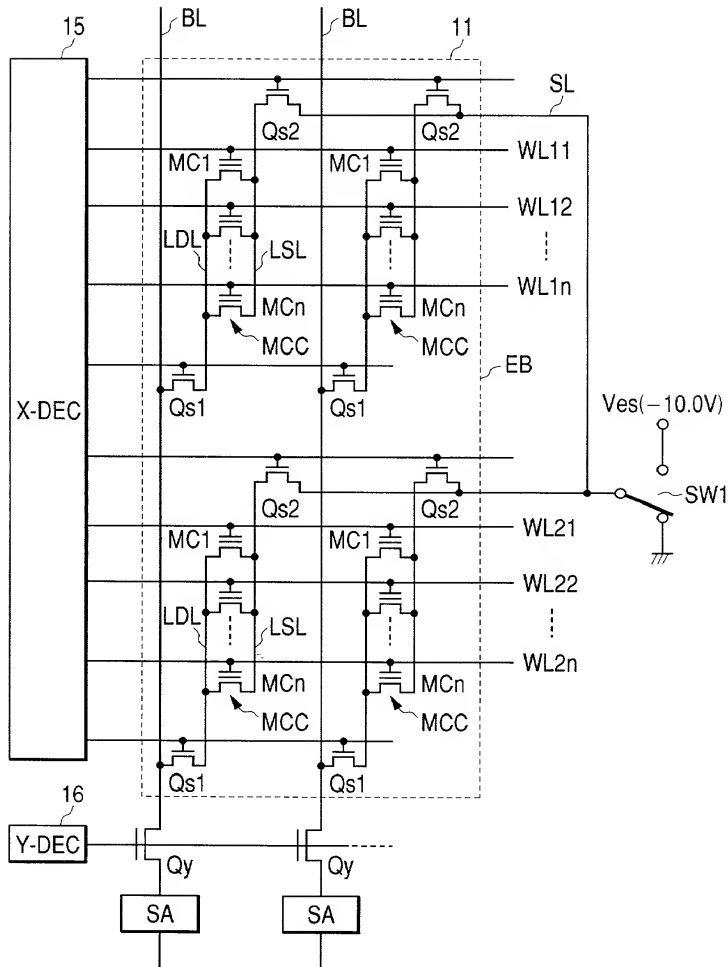 15
BL
BL
11
SL
Qs2
Qs2
MC1
MC1
WL11
WL12
LDL
LSL
WL1n
MCn
MCn
MCC
MCC
EB
Qs1
Qs1
X-DEC
Ves(−10.0V)
SW1
Qs2
Qs2
MC1
MC1
WL21
WL22
LDL
LSL
WL2n
MCn
MCn
MCC
MCC
Qs1
Qs1
16
Y-DEC
Qy
Qy
SA
SA